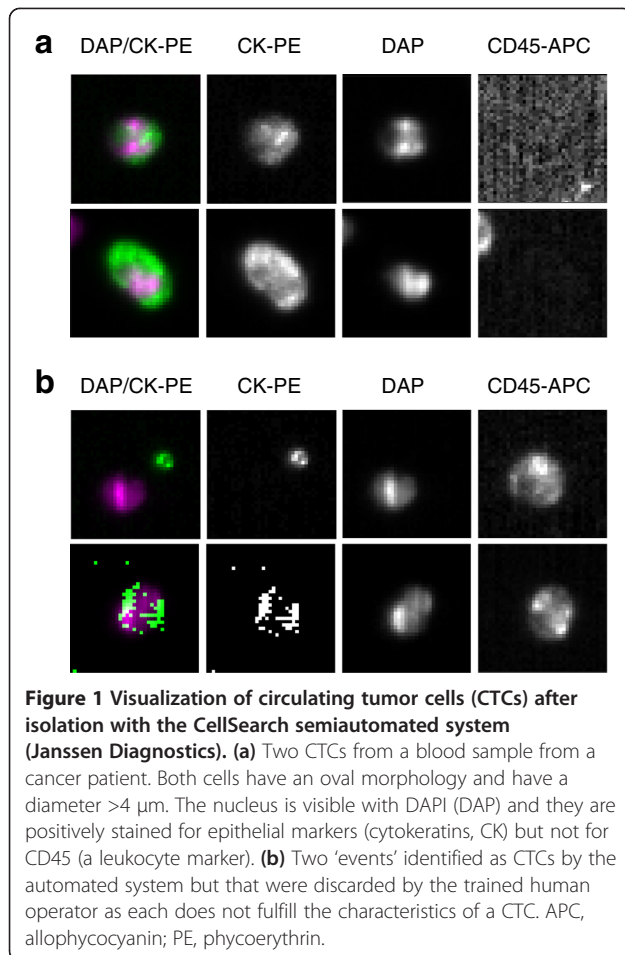 a
DAP/CK-PE CK-PE DAP CD45-APC
b
DAP/CK-PE CK-PE DAP CD45-APC
Figure 1 Visualization of circulating tumor cells (CTCs) after
isolation with the CellSearch semiautomated system
(Janssen Diagnostics). (a) Two CTCs from a blood sample from a
cancer patient. Both cells have an oval morphology and have a
diameter >4 μm. The nucleus is visible with DAPI (DAP) and they are
positively stained for epithelial markers (cytokeratins, CK) but not for
CD45 (a leukocyte marker). (b) Two ‘events’ identified as CTCs by the
automated system but that were discarded by the trained human
operator as each does not fulfill the characteristics of a CTC. APC,
allophycocyanin; PE, phycoerythrin.